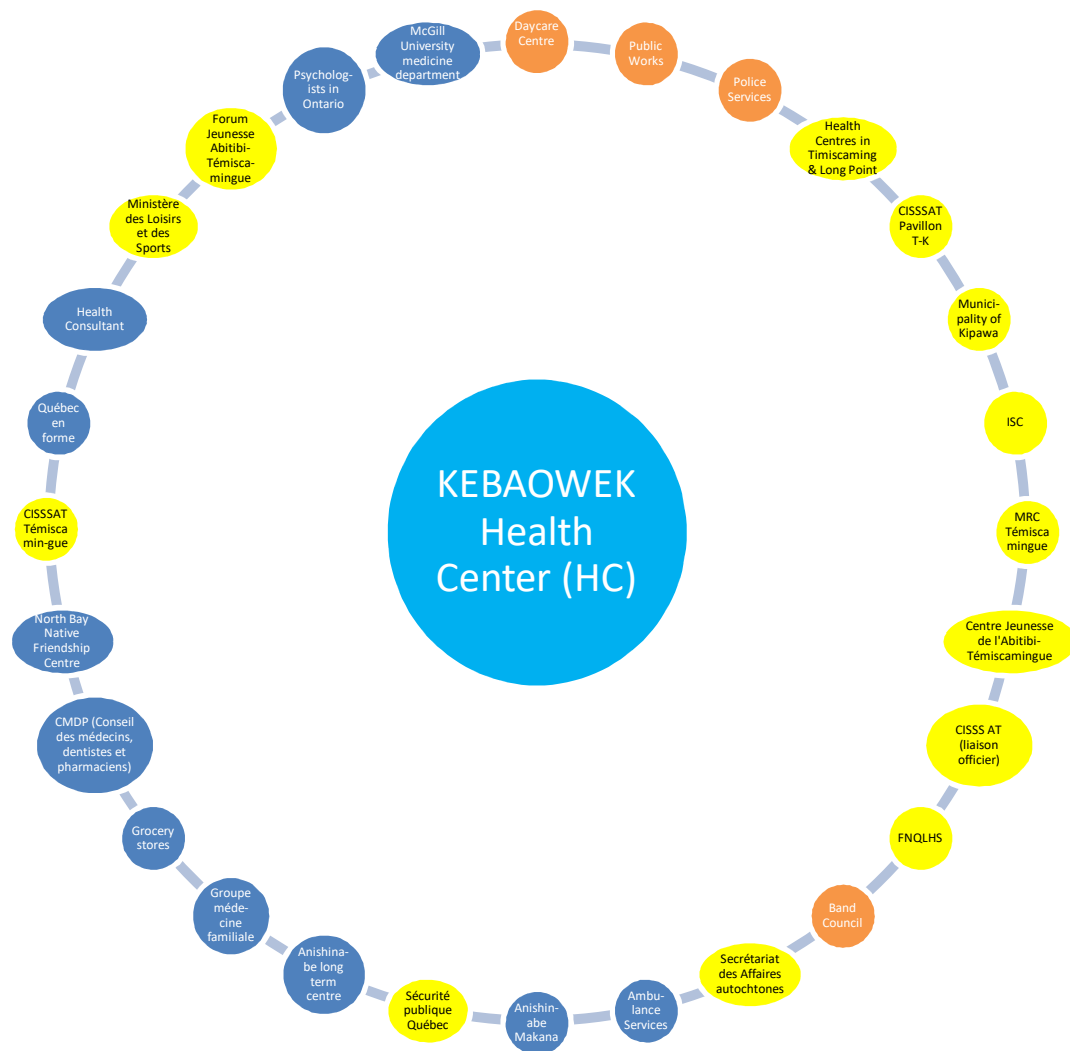 KEBAOWEK
Health
Center (HC)
Daycare
Centre
Public
Works
Police
Services
Health
Centres in
Timiscaming
& Long Point
CISSSAT
Pavillon
T-K
Munici-
pality of
Kipawa
ISC
MRC
Témisca
mingue
Centre Jeunesse
de l'Abitibi-
Témiscamingue
CISSS AT
(liaison
officier)
FNQLHS
Band
Council
Secrétariat
des Affaires
autochtones
Ambu-
lance
Services
Anishin-
abe
Makana
Sécurité
publique
Québec
Anishina-
be long
term
centre
Groupe
méde-
cine
familiale
Grocery
stores
CMDP (Conseil
des médecins,
dentistes et
pharmaciens)
North Bay
Native
Friendship
Centre
CISSSAT
Témisca
min-gue
Québec
en
forme
Health
Consultant
Ministère
des Loisirs
et des
Sports
Forum
Jeunesse
Abitibi-
Témisca-
mingue
Psycholog-
ists in
Ontario
McGill
University
medicine
department